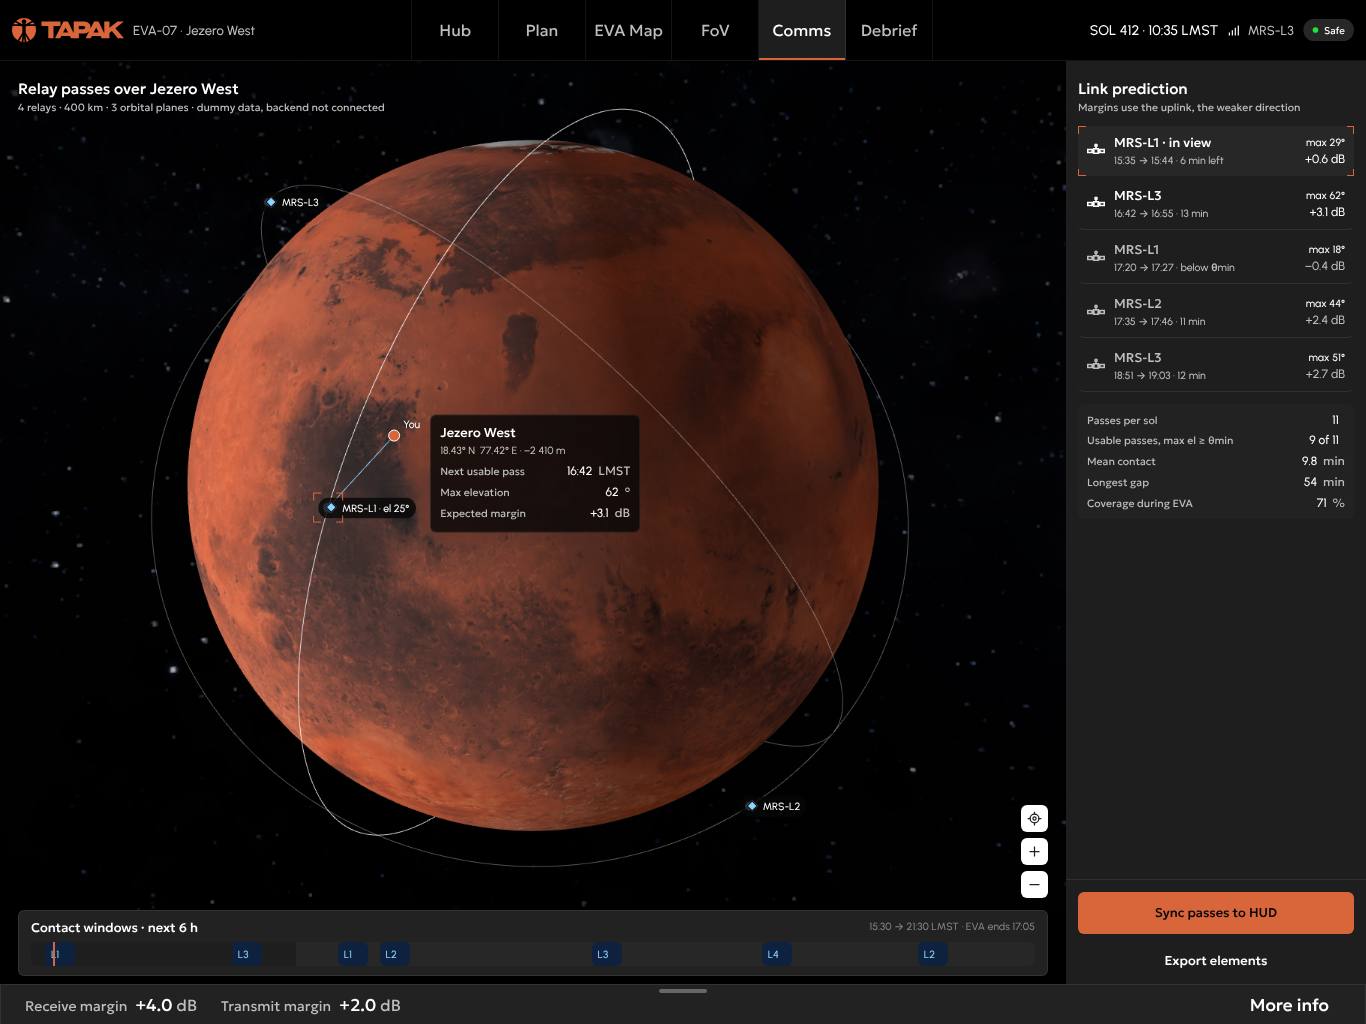 TAPAK EVA-07 · Jezero West
Hub Plan EVA Map FoV Comms Debrief
SOL 412 · 10:35 LMST MRS-L3 Safe
Relay passes over Jezero West
4 relays · 400 km · 3 orbital planes · dummy data, backend not connected
MRS-L3
You
MRS-L1 · el 25°
Jezero West
18.43° N 77.42° E · −2 410 m
Next usable pass 16:42 LMST
Max elevation 62 °
Expected margin +3.1 dB
MRS-L2
Link prediction
Margins use the uplink, the weaker direction
MRS-L1 · in view max 29°
15:35 → 15:44 · 6 min left +0.6 dB
MRS-L3 max 62°
16:42 → 16:55 · 13 min +3.1 dB
MRS-L1 max 18°
17:20 → 17:27 · below θmin −0.4 dB
MRS-L2 max 44°
17:35 → 17:46 · 11 min +2.4 dB
MRS-L3 max 51°
18:51 → 19:03 · 12 min +2.7 dB
Passes per sol 11
Usable passes, max el ≥ θmin 9 of 11
Mean contact 9.8 min
Longest gap 54 min
Coverage during EVA 71 %
Sync passes to HUD
Export elements
Contact windows · next 6 h 15:30 → 21:30 LMST · EVA ends 17:05
L1 L3 L1 L2 L3 L4 L2
Receive margin +4.0 dB Transmit margin +2.0 dB More info